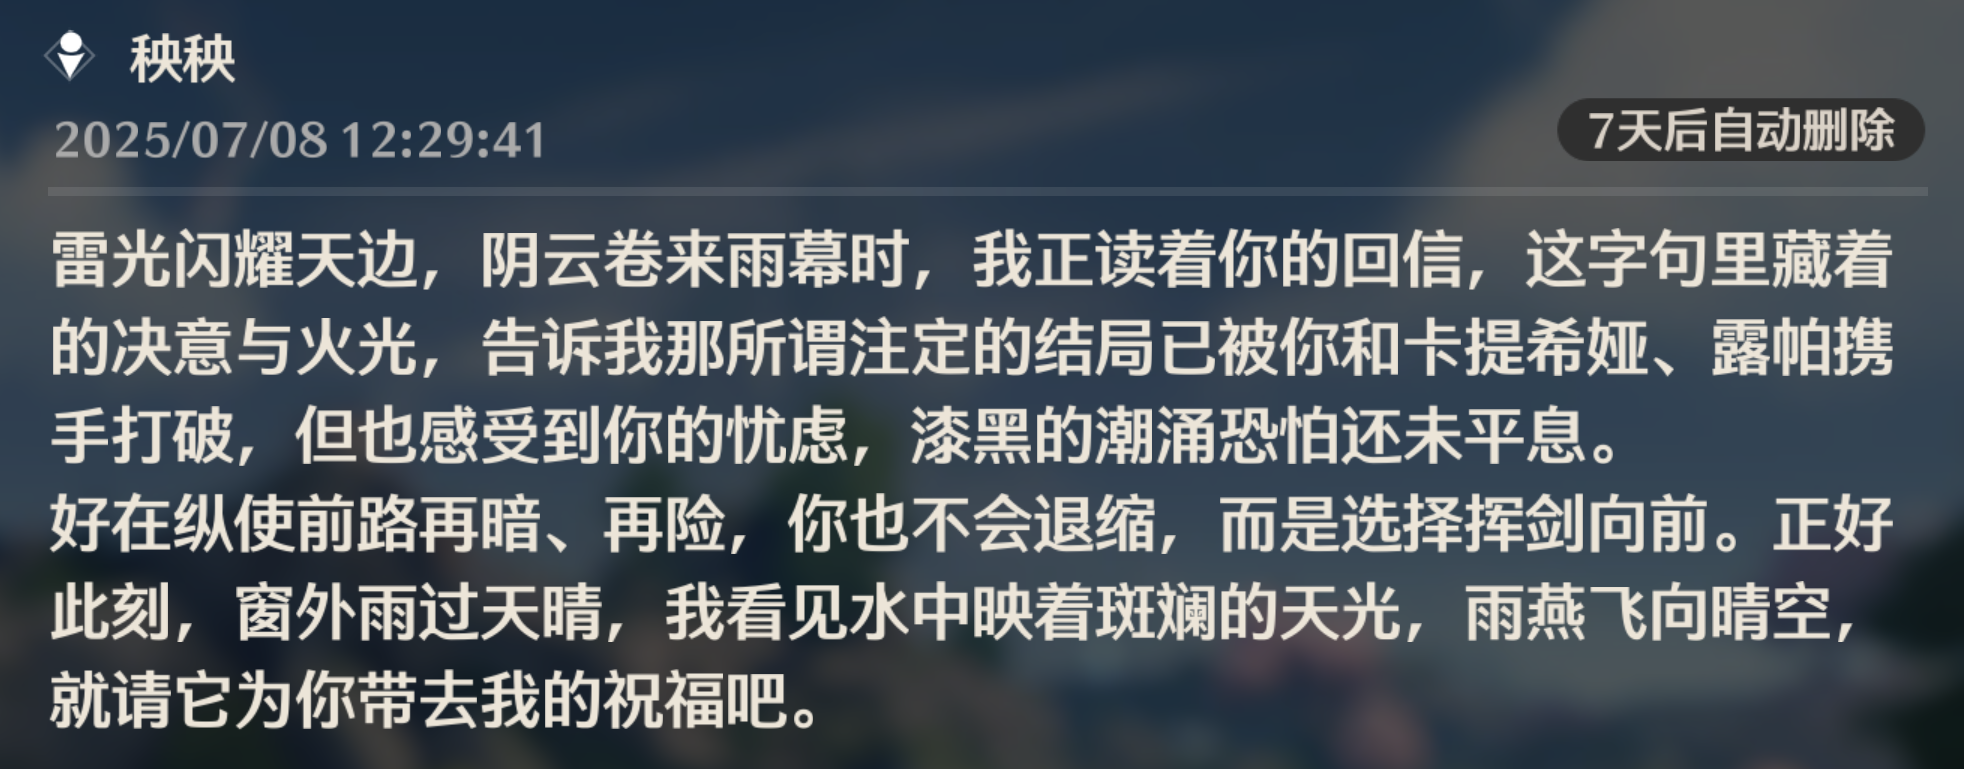 秧秧
2025/07/08 12:29:41
7天后自动删除
雷光闪耀天边，阴云卷来雨幕时，我正读着你的回信，这字句里藏着
的决意与火光，告诉我那所谓注定的结局已被你和卡提希娅、露帕携
手打破，但也感受到你的忧虑，漆黑的潮涌恐怕还未平息。
好在纵使前路再暗、再险，你也不会退缩，而是选择挥剑向前。正好
此刻，窗外雨过天晴，我看见水中映着斑斓的天光，雨燕飞向晴空，
就请它为你带去我的祝福吧。